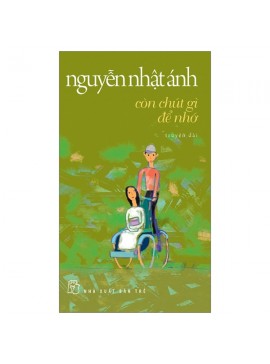 nguyễn nhật ánh
còn chút gì
để nhớ
truyện dài
NHÀ XUẤT BẢN TRẺ